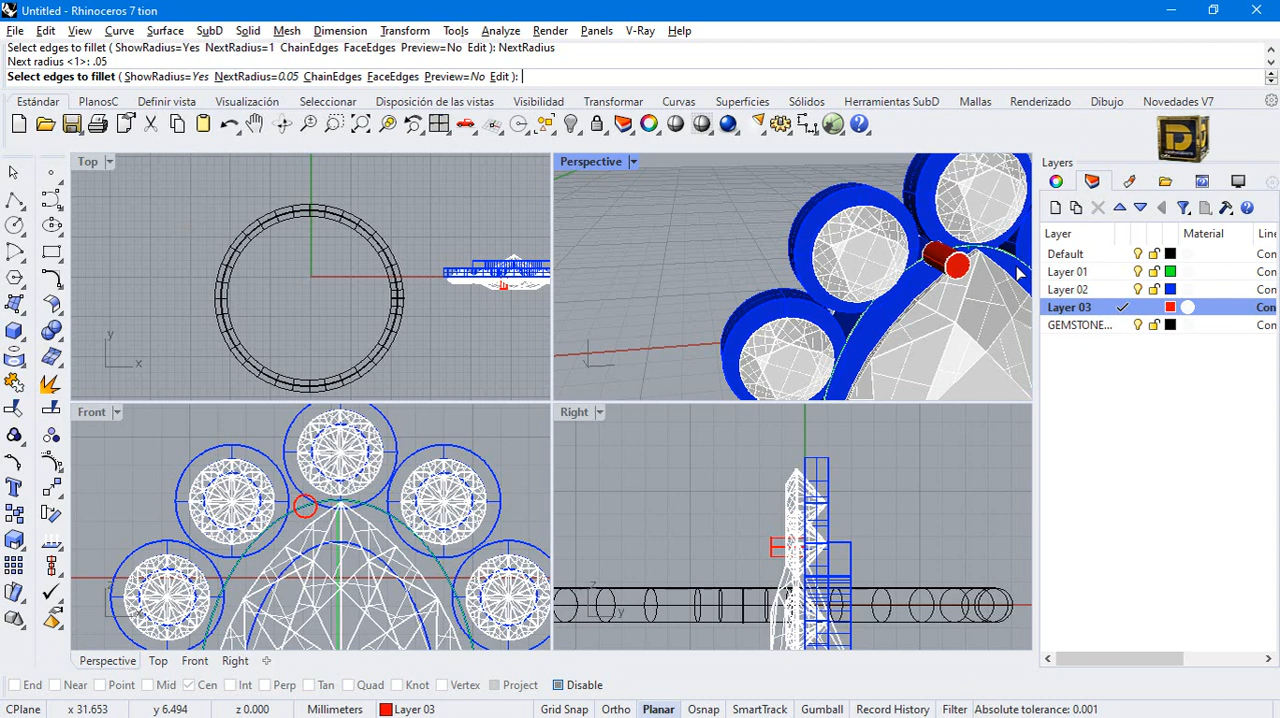 Untitled - Rhinoceros 7 tion
File Edit View Curve Surface SubD Solid Mesh Dimension Transform Tools Analyze Render Panels V-Ray Help
Select edges to fillet ( ShowRadius=Yes NextRadius=1 ChainEdges FaceEdges Preview=No Edit ): NextRadius
Next radius <1>: .05
Select edges to fillet ( ShowRadius=Yes NextRadius=0.05 ChainEdges FaceEdges Preview=No Edit ):
Estándar PlanosC Definir vista Visualización Seleccionar Disposición de las vistas Visibilidad Transformar Curvas Superficies Sólidos Herramientas SubD Mallas Renderizado Dibujo Novedades V7
Top
Perspective
Layers
Layer Material Line
Default Con
Layer 01 Con
Layer 02 Con
Layer 03 Con
GEMSTONE... Con
y
x
Front
Right
z
x
z
y
Perspective Top Front Right
End Near Point Mid Cen Int Perp Tan Quad Knot Vertex Project Disable
CPlane x 31.653 y 6.494 z 0.000 Millimeters Layer 03 Grid Snap Ortho Planar Osnap SmartTrack Gumball Record History Filter Absolute tolerance: 0.001